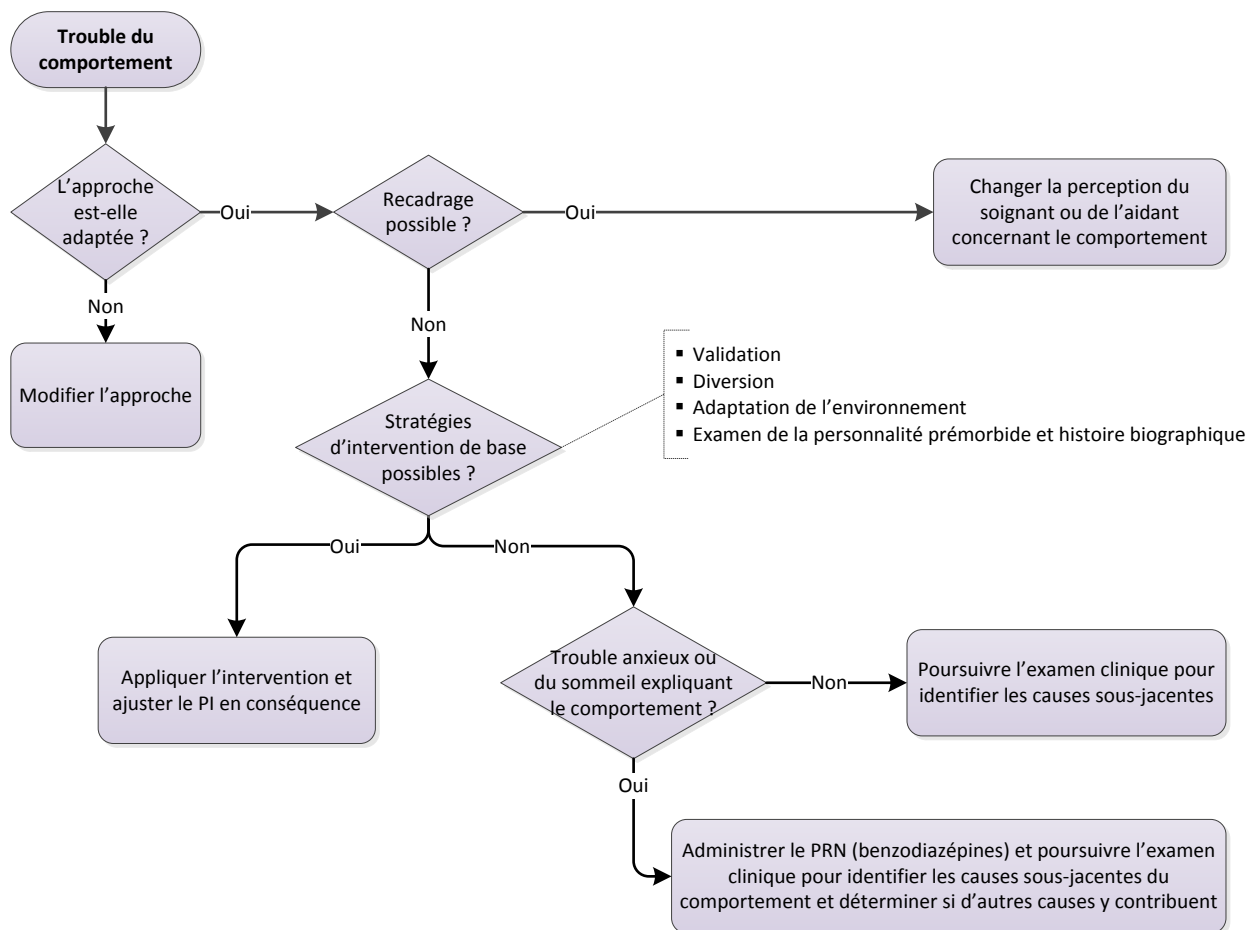 Trouble du
comportement
L’approche
est-elle
adaptée ?
Oui
Recadrage
possible ?
Oui
Changer la perception du
soignant ou de l’aidant
concernant le comportement
Non
Modifier l’approche
Non
Stratégies
d’intervention de base
possibles ?
▪ Validation
▪ Diversion
▪ Adaptation de l’environnement
▪ Examen de la personnalité prémorbide et histoire biographique
Oui
Non
Appliquer l’intervention et
ajuster le PI en conséquence
Trouble anxieux ou
du sommeil expliquant
le comportement ?
Non
Poursuivre l’examen clinique pour
identifier les causes sous-jacentes
Oui
Administrer le PRN (benzodiazépines) et poursuivre l’examen
clinique pour identifier les causes sous-jacentes du
comportement et déterminer si d’autres causes y contribuent